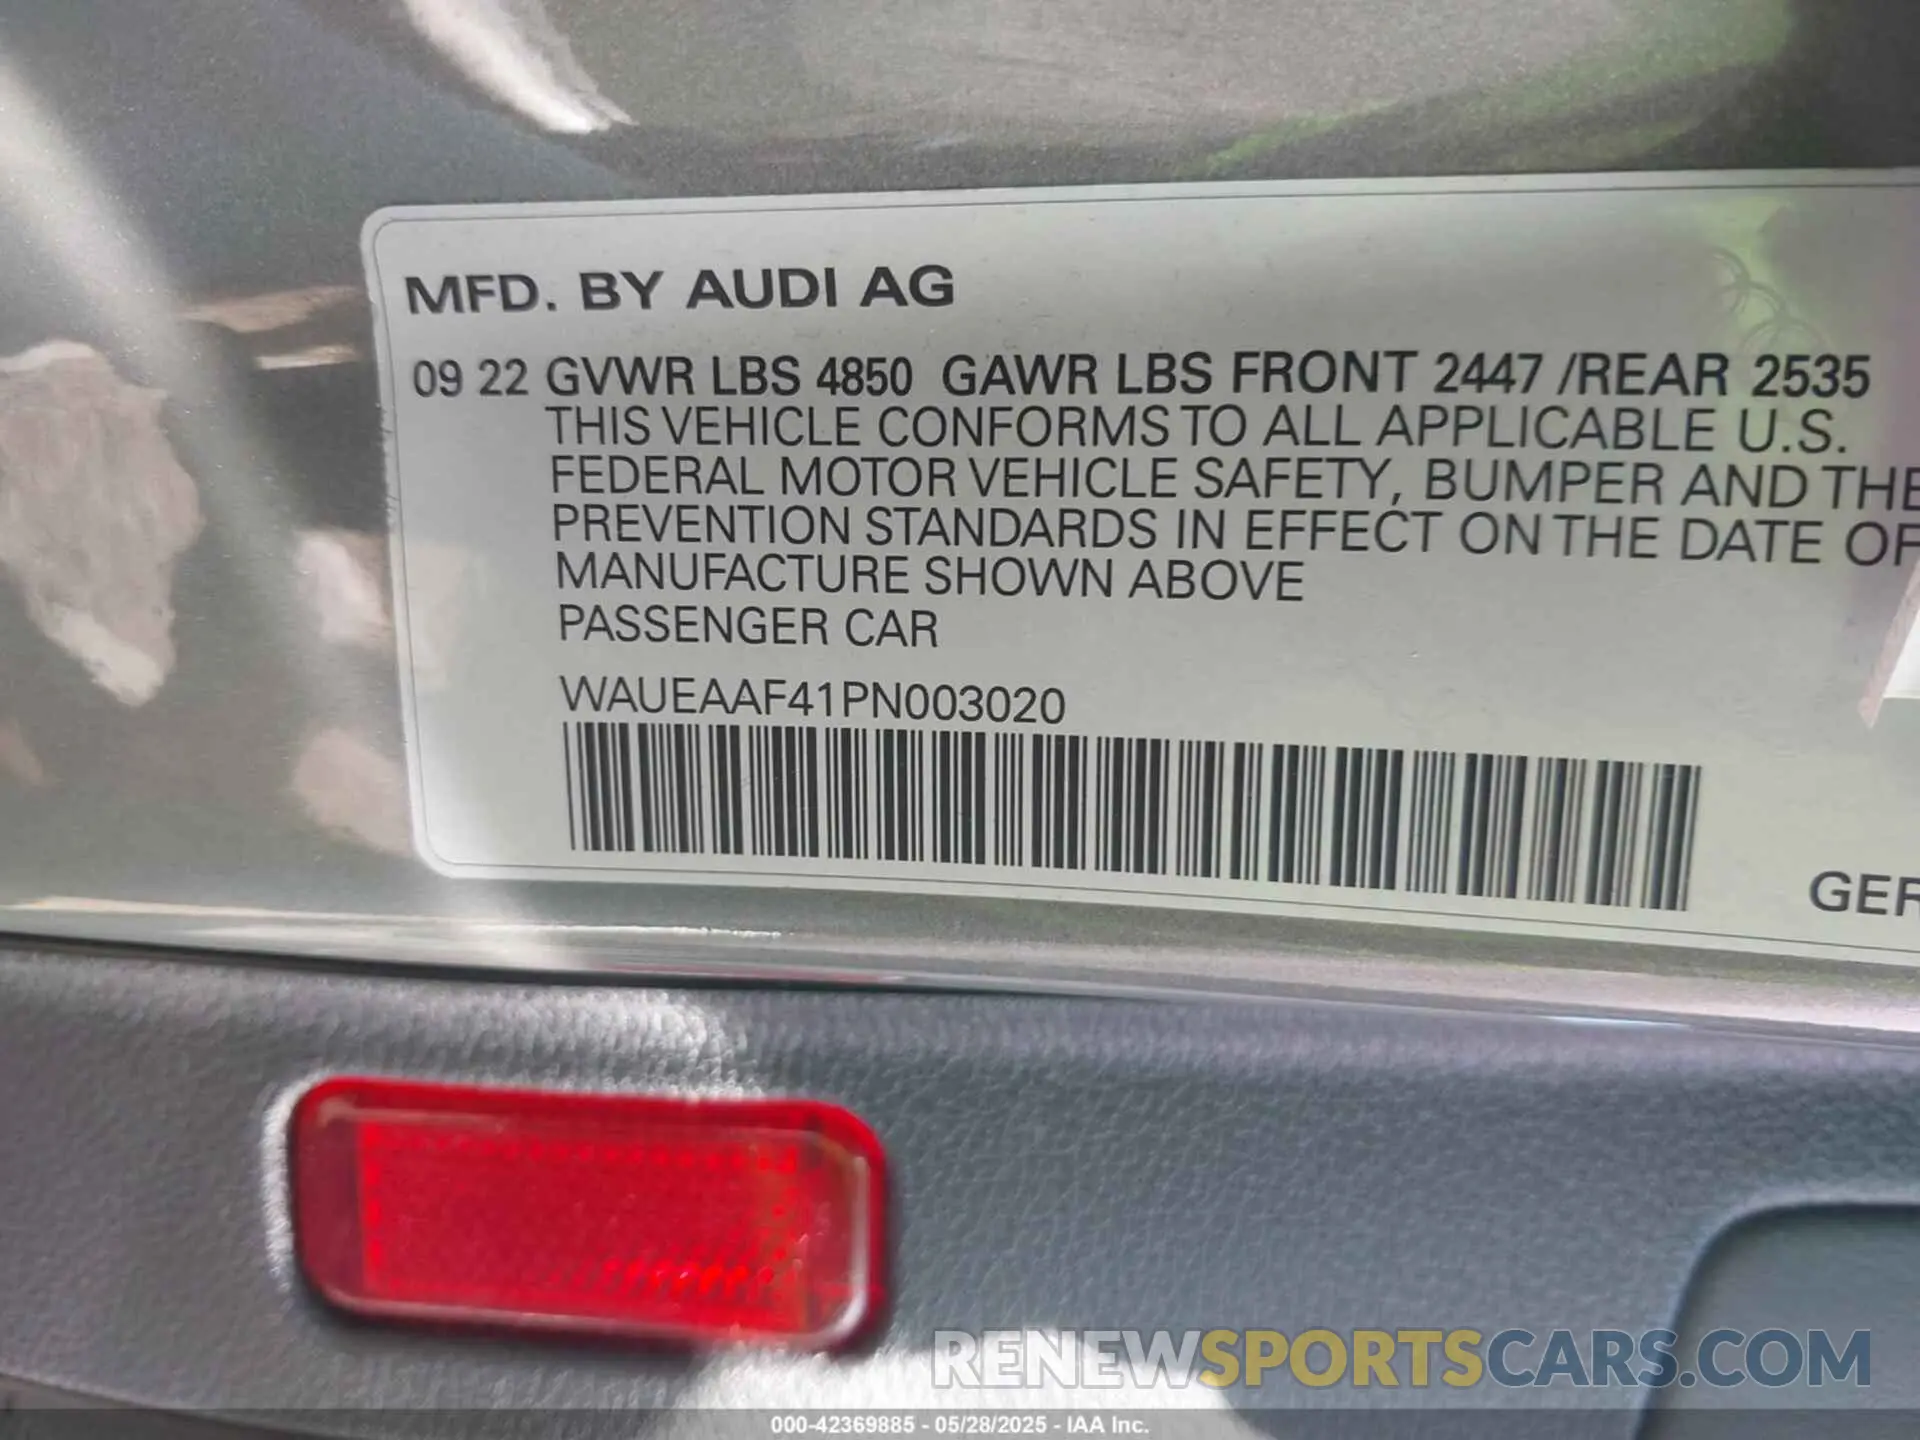 MFD. BY AUDI AG
09 22 GVWR LBS 4850 GAWR LBS FRONT 2447 /REAR 2535
THIS VEHICLE CONFORMS TO ALL APPLICABLE U.S.
FEDERAL MOTOR VEHICLE SAFETY, BUMPER AND THE
PREVENTION STANDARDS IN EFFECT ON THE DATE OF
MANUFACTURE SHOWN ABOVE
PASSENGER CAR
WAUEAAF41PN003020
GER
RENEWSPORTSCARS.COM
000-42369885 - 05/28/2025 - IAA Inc.